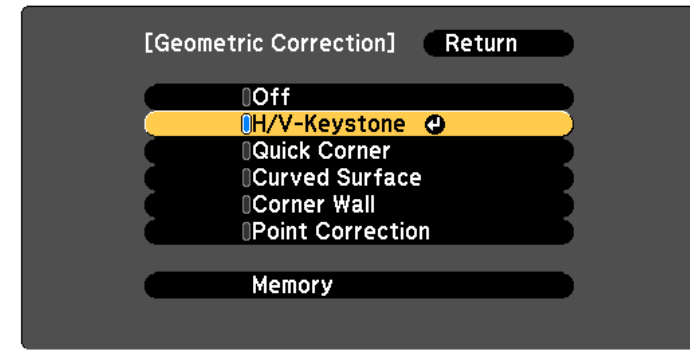 [Geometric Correction] Return
Off
H/V-Keystone
Quick Corner
Curved Surface
Corner Wall
Point Correction
Memory